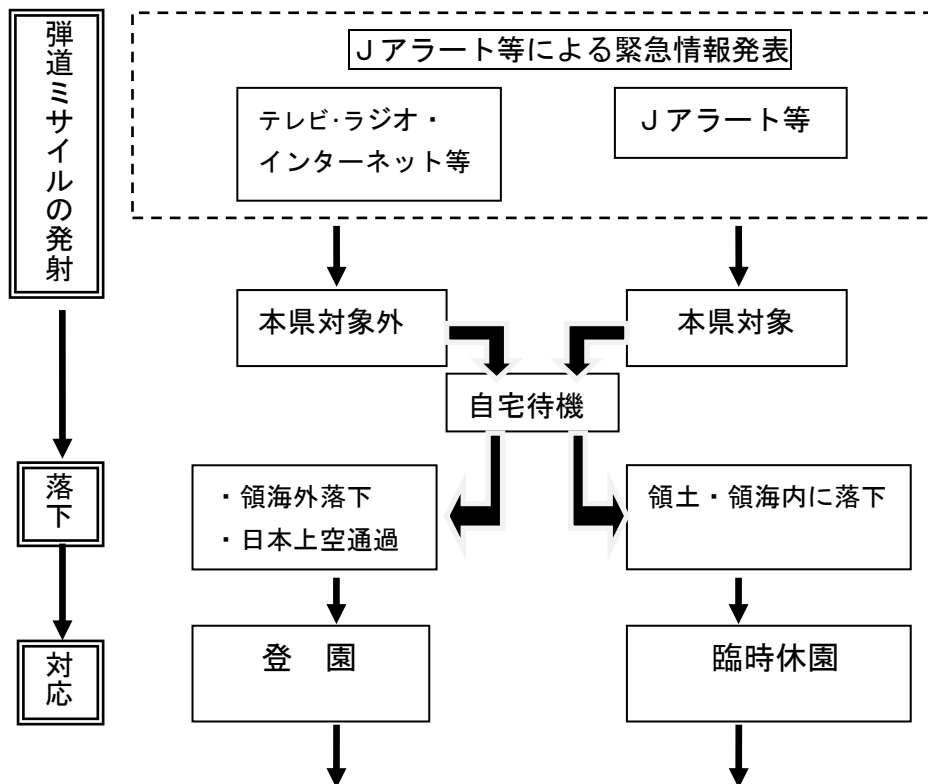 弾道ミサイルの発射
Jアラート等による緊急情報発表
テレビ・ラジオ・
インターネット等
Jアラート等
本県対象外
本県対象
自宅待機
落下
・領海外落下
・日本上空通過
領土・領海内に落下
対応
登　園
臨時休園